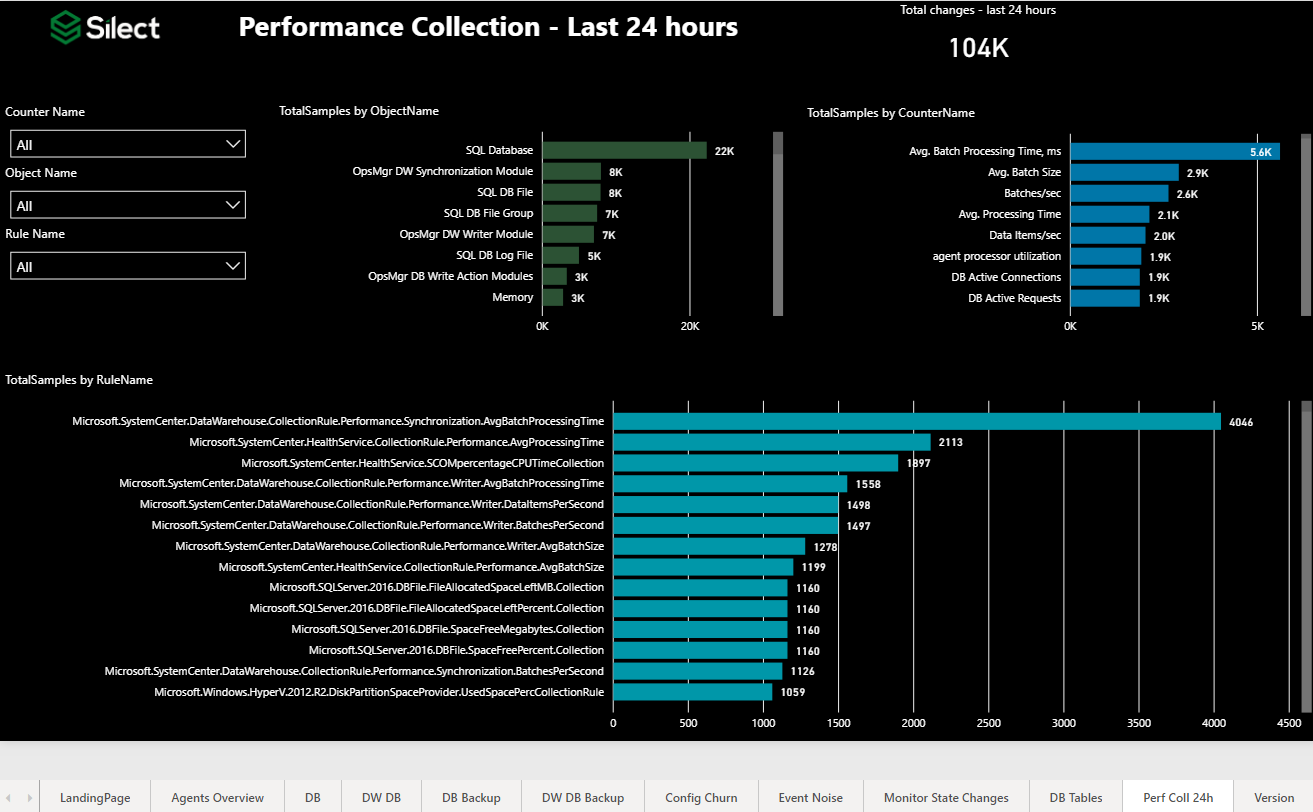 Silect
Performance Collection - Last 24 hours
Total changes - last 24 hours
104K
Counter Name
All
Object Name
All
Rule Name
All
TotalSamples by ObjectName
SQL Database 22K
OpsMgr DW Synchronization Module 8K
SQL DB File 8K
SQL DB File Group 7K
OpsMgr DW Writer Module 7K
SQL DB Log File 5K
OpsMgr DB Write Action Modules 3K
Memory 3K
0K 20K
TotalSamples by CounterName
Avg. Batch Processing Time, ms 5.6K
Avg. Batch Size 2.9K
Batches/sec 2.6K
Avg. Processing Time 2.1K
Data Items/sec 2.0K
agent processor utilization 1.9K
DB Active Connections 1.9K
DB Active Requests 1.9K
0K 5K
TotalSamples by RuleName
Microsoft.SystemCenter.DataWarehouse.CollectionRule.Performance.Synchronization.AvgBatchProcessingTime 4046
Microsoft.SystemCenter.HealthService.CollectionRule.Performance.AvgProcessingTime 2113
Microsoft.SystemCenter.HealthService.SCOMpercentageCPUTimeCollection 1897
Microsoft.SystemCenter.DataWarehouse.CollectionRule.Performance.Writer.AvgBatchProcessingTime 1558
Microsoft.SystemCenter.DataWarehouse.CollectionRule.Performance.Writer.DataItemsPerSecond 1498
Microsoft.SystemCenter.DataWarehouse.CollectionRule.Performance.Writer.BatchesPerSecond 1497
Microsoft.SystemCenter.DataWarehouse.CollectionRule.Performance.Writer.AvgBatchSize 1278
Microsoft.SystemCenter.HealthService.CollectionRule.Performance.AvgBatchSize 1199
Microsoft.SQLServer.2016.DBFile.FileAllocatedSpaceLeftMB.Collection 1160
Microsoft.SQLServer.2016.DBFile.FileAllocatedSpaceLeftPercent.Collection 1160
Microsoft.SQLServer.2016.DBFile.SpaceFreeMegabytes.Collection 1160
Microsoft.SQLServer.2016.DBFile.SpaceFreePercent.Collection 1160
Microsoft.SystemCenter.DataWarehouse.CollectionRule.Performance.Synchronization.BatchesPerSecond 1126
Microsoft.Windows.HyperV.2012.R2.DiskPartitionSpaceProvider.UsedSpacePercCollectionRule 1059
0 500 1000 1500 2000 2500 3000 3500 4000 4500
LandingPage Agents Overview DB DW DB DB Backup DW DB Backup Config Churn Event Noise Monitor State Changes DB Tables Perf Coll 24h Version